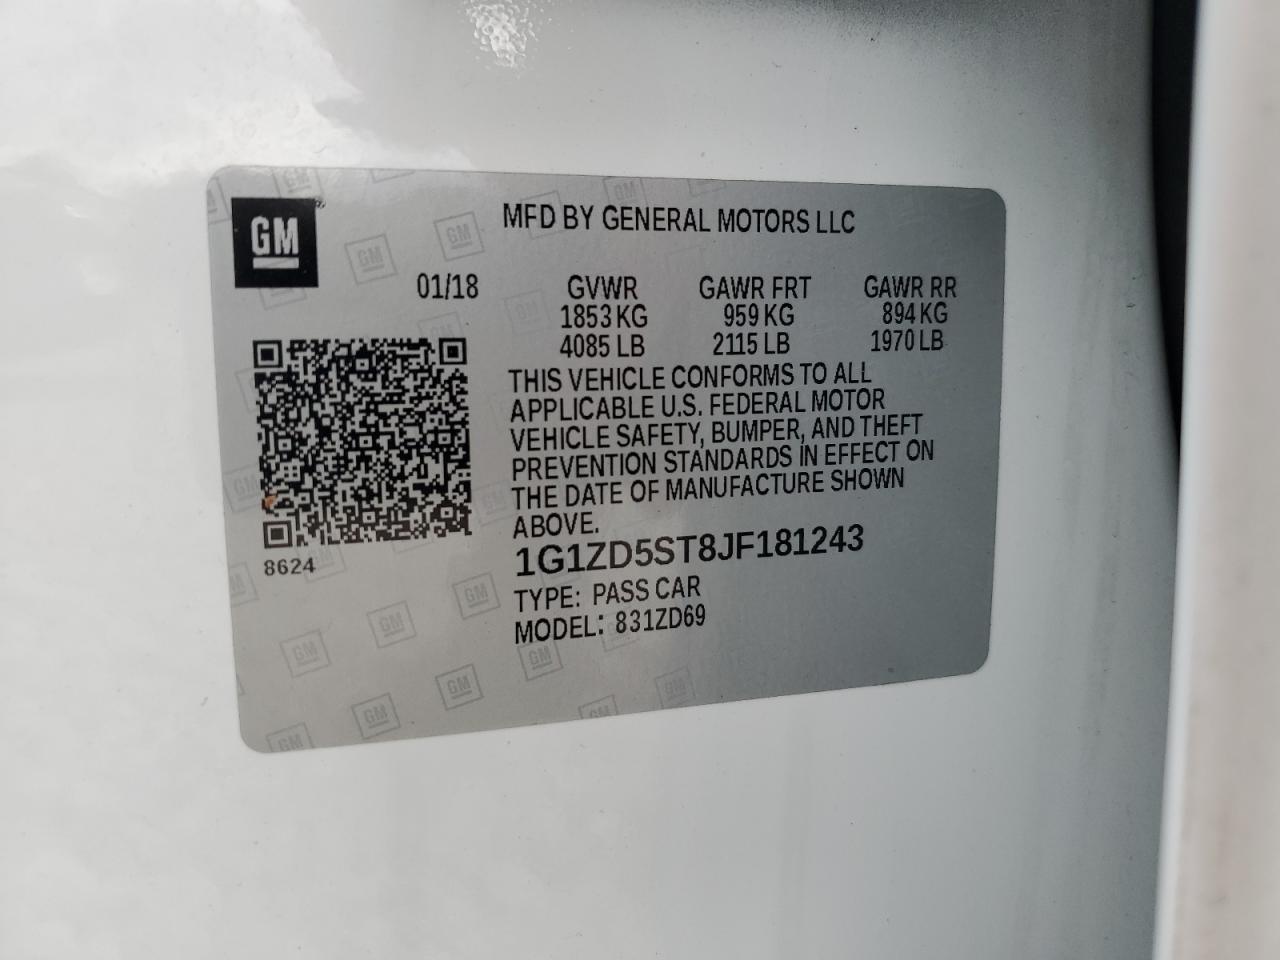 GM
MFD BY GENERAL MOTORS LLC
01/18 GVWR GAWR FRT GAWR RR
1853 KG 959 KG 894 KG
4085 LB 2115 LB 1970 LB
THIS VEHICLE CONFORMS TO ALL
APPLICABLE U.S. FEDERAL MOTOR
VEHICLE SAFETY, BUMPER, AND THEFT
PREVENTION STANDARDS IN EFFECT ON
THE DATE OF MANUFACTURE SHOWN
ABOVE.
8624
1G1ZD5ST8JF181243
TYPE: PASS CAR
MODEL: 831ZD69